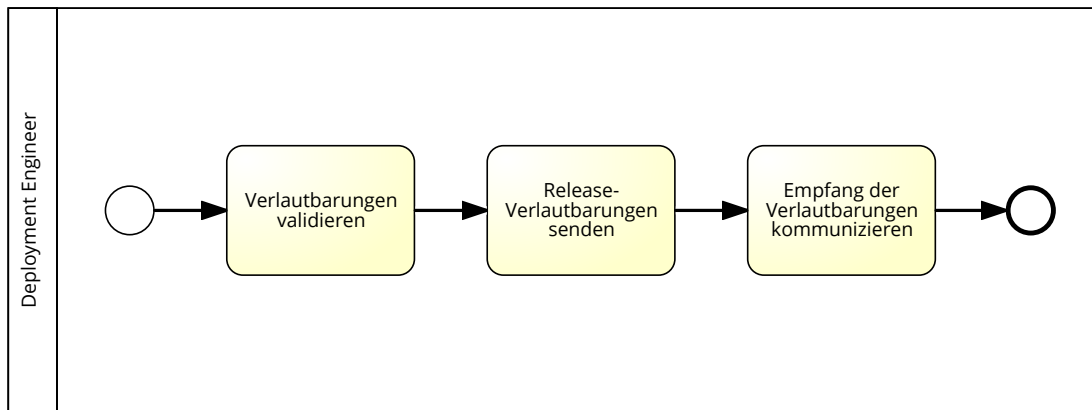 Deployment Engineer
Verlautbarungen
validieren
Release-
Verlautbarungen
senden
Empfang der
Verlautbarungen
kommunizieren